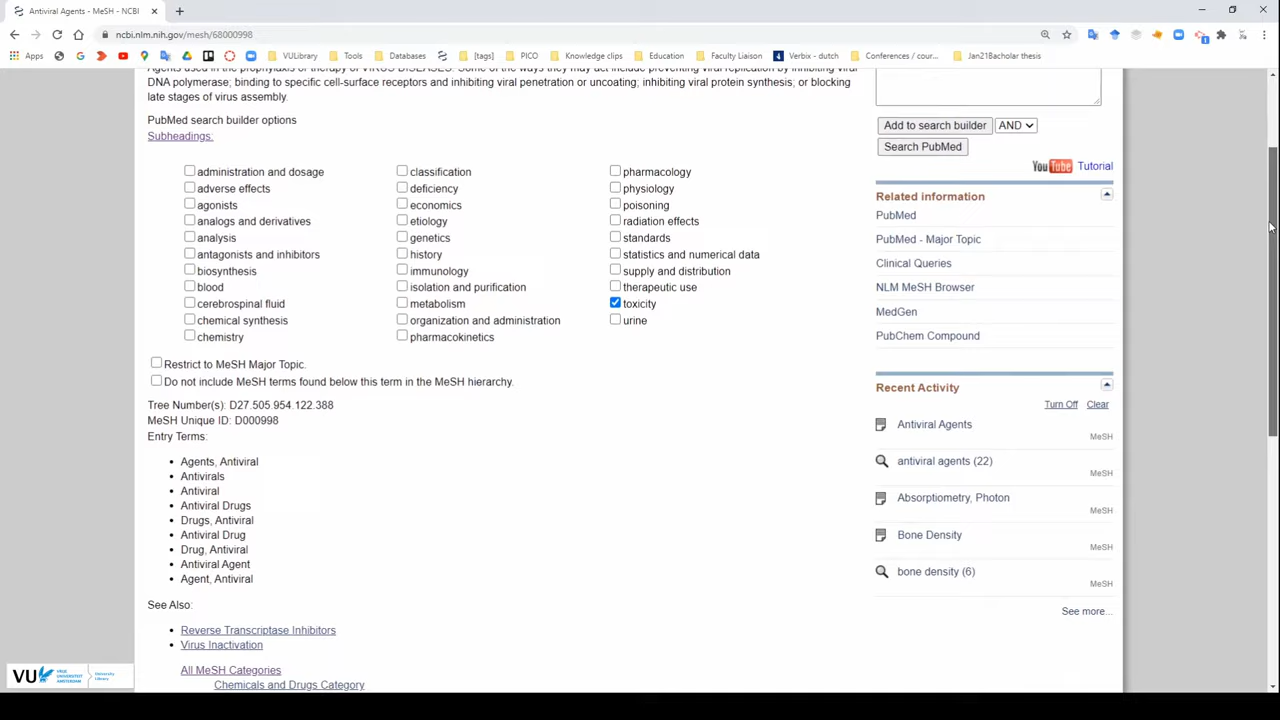 Antiviral Agents - MeSH - NCBI
ncbi.nlm.nih.gov/mesh/68000998
Apps
VULibrary
Tools
Databases
[tags]
PICO
Knowledge clips
Education
Faculty Liaison
Verbix - dutch
Conferences / cour...
Jan21Bacholar thesis
DNA polymerase; binding to specific cell-surface receptors and inhibiting viral penetration or uncoating; inhibiting viral protein synthesis; or blocking
late stages of virus assembly.
PubMed search builder options
Subheadings:
administration and dosage
adverse effects
agonists
analogs and derivatives
analysis
antagonists and inhibitors
biosynthesis
blood
cerebrospinal fluid
chemical synthesis
chemistry
classification
deficiency
economics
etiology
genetics
history
immunology
isolation and purification
metabolism
organization and administration
pharmacokinetics
pharmacology
physiology
poisoning
radiation effects
standards
statistics and numerical data
supply and distribution
therapeutic use
toxicity
urine
Restrict to MeSH Major Topic.
Do not include MeSH terms found below this term in the MeSH hierarchy.
Tree Number(s): D27.505.954.122.388
MeSH Unique ID: D000998
Entry Terms:
Agents, Antiviral
Antivirals
Antiviral
Antiviral Drugs
Drugs, Antiviral
Antiviral Drug
Drug, Antiviral
Antiviral Agent
Agent, Antiviral
See Also:
Reverse Transcriptase Inhibitors
Virus Inactivation
All MeSH Categories
Chemicals and Drugs Category
Add to search builder
AND
Search PubMed
YouTube Tutorial
Related information
PubMed
PubMed - Major Topic
Clinical Queries
NLM MeSH Browser
MedGen
PubChem Compound
Recent Activity
Turn Off Clear
Antiviral Agents
MeSH
antiviral agents (22)
MeSH
Absorptiometry, Photon
MeSH
Bone Density
MeSH
bone density (6)
MeSH
See more...
VU
VRIJE
UNIVERSITEIT
AMSTERDAM
University
Library